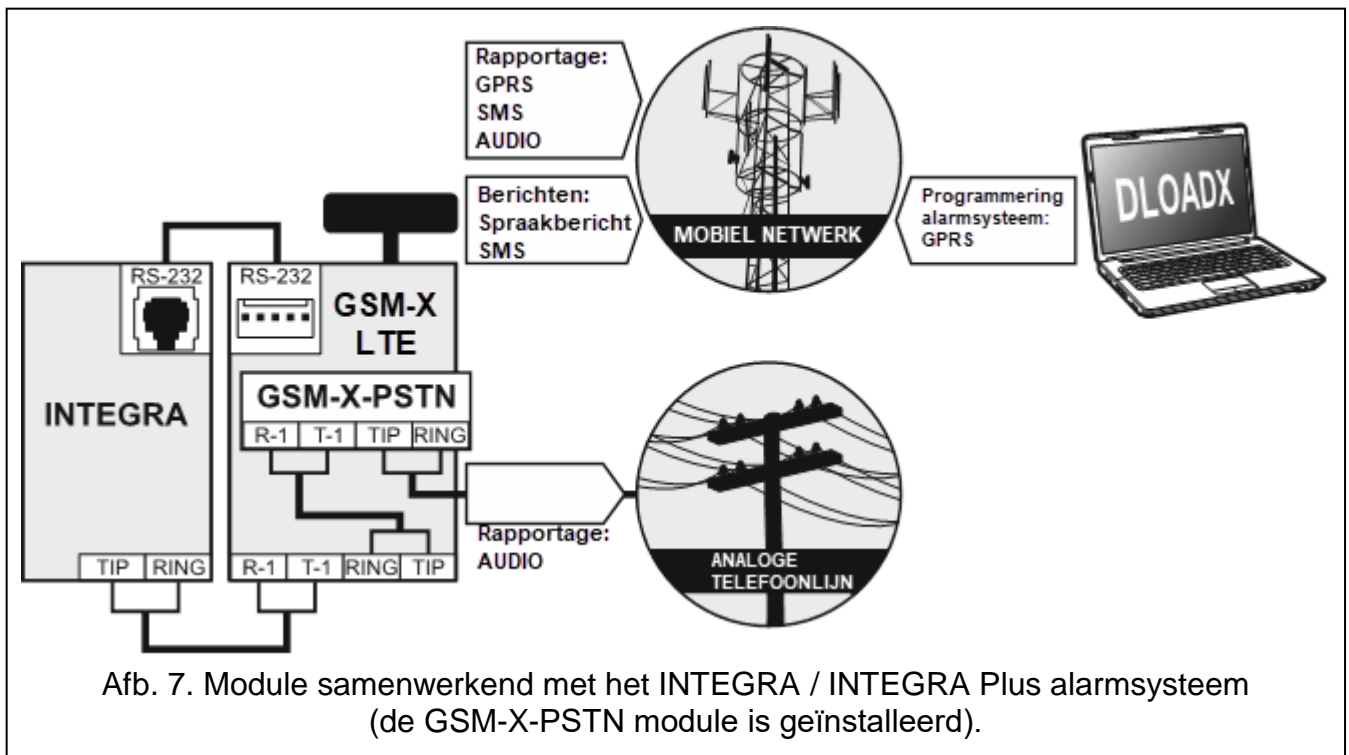 Rapportage:
GPRS
SMS
AUDIO
Berichten:
Spraakbericht
SMS
MOBIEL NETWERK
Programmering
alarmsysteem:
GPRS
DLOADX
RS-232
RS-232
GSM-X
LTE
INTEGRA
GSM-X-PSTN
R-1 T-1 TIP RING
Rapportage:
AUDIO
ANALOGE
TELEFOONLIJN
TIP RING
R-1 T-1 RING TIP
Afb. 7. Module samenwerkend met het INTEGRA / INTEGRA Plus alarmsysteem
(de GSM-X-PSTN module is geïnstalleerd).